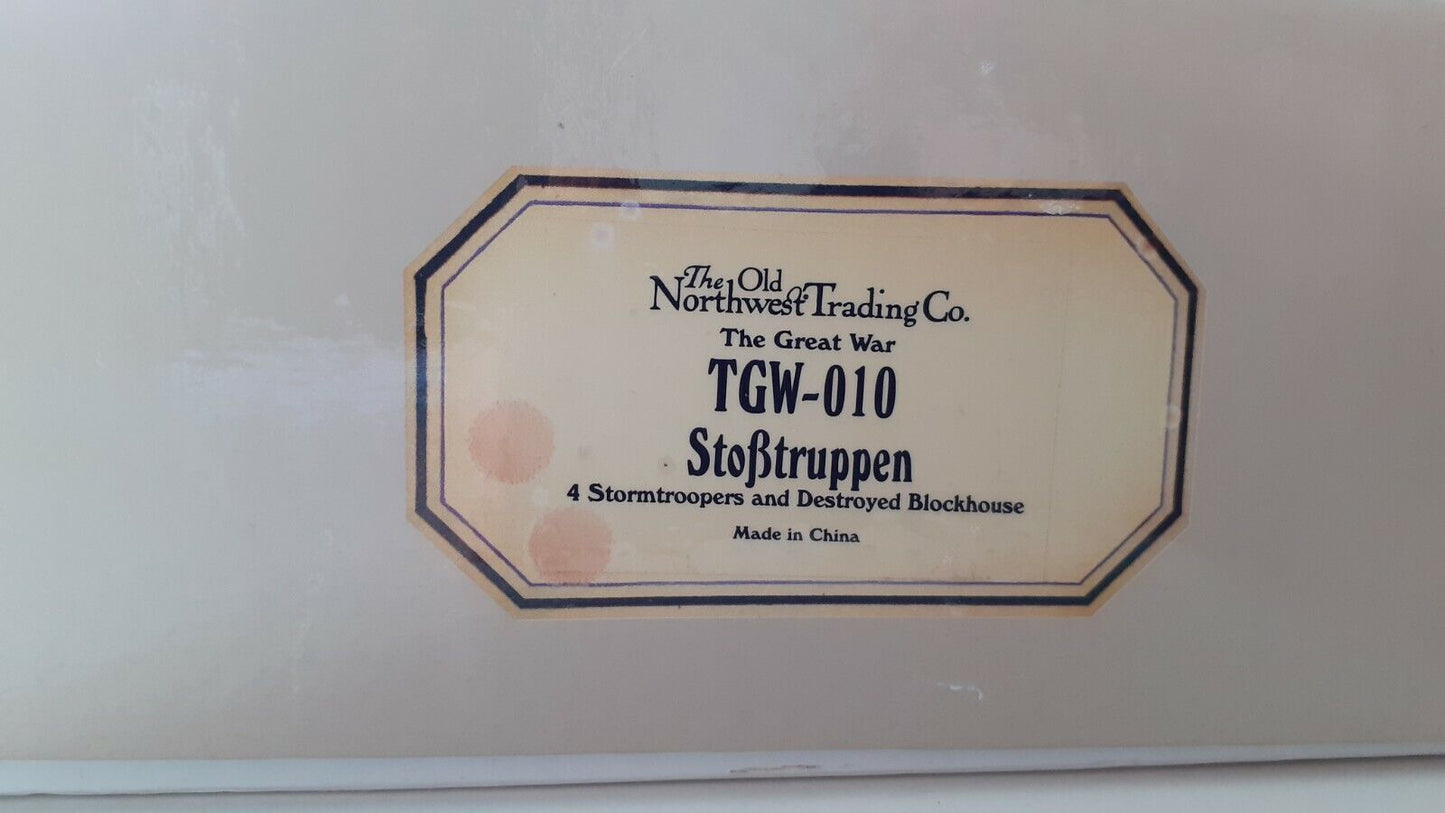 The Old
Northwest Trading Co.
The Great War
TGW-010
Stoßtruppen
4 Stormtroopers and Destroyed Blockhouse
Made in China